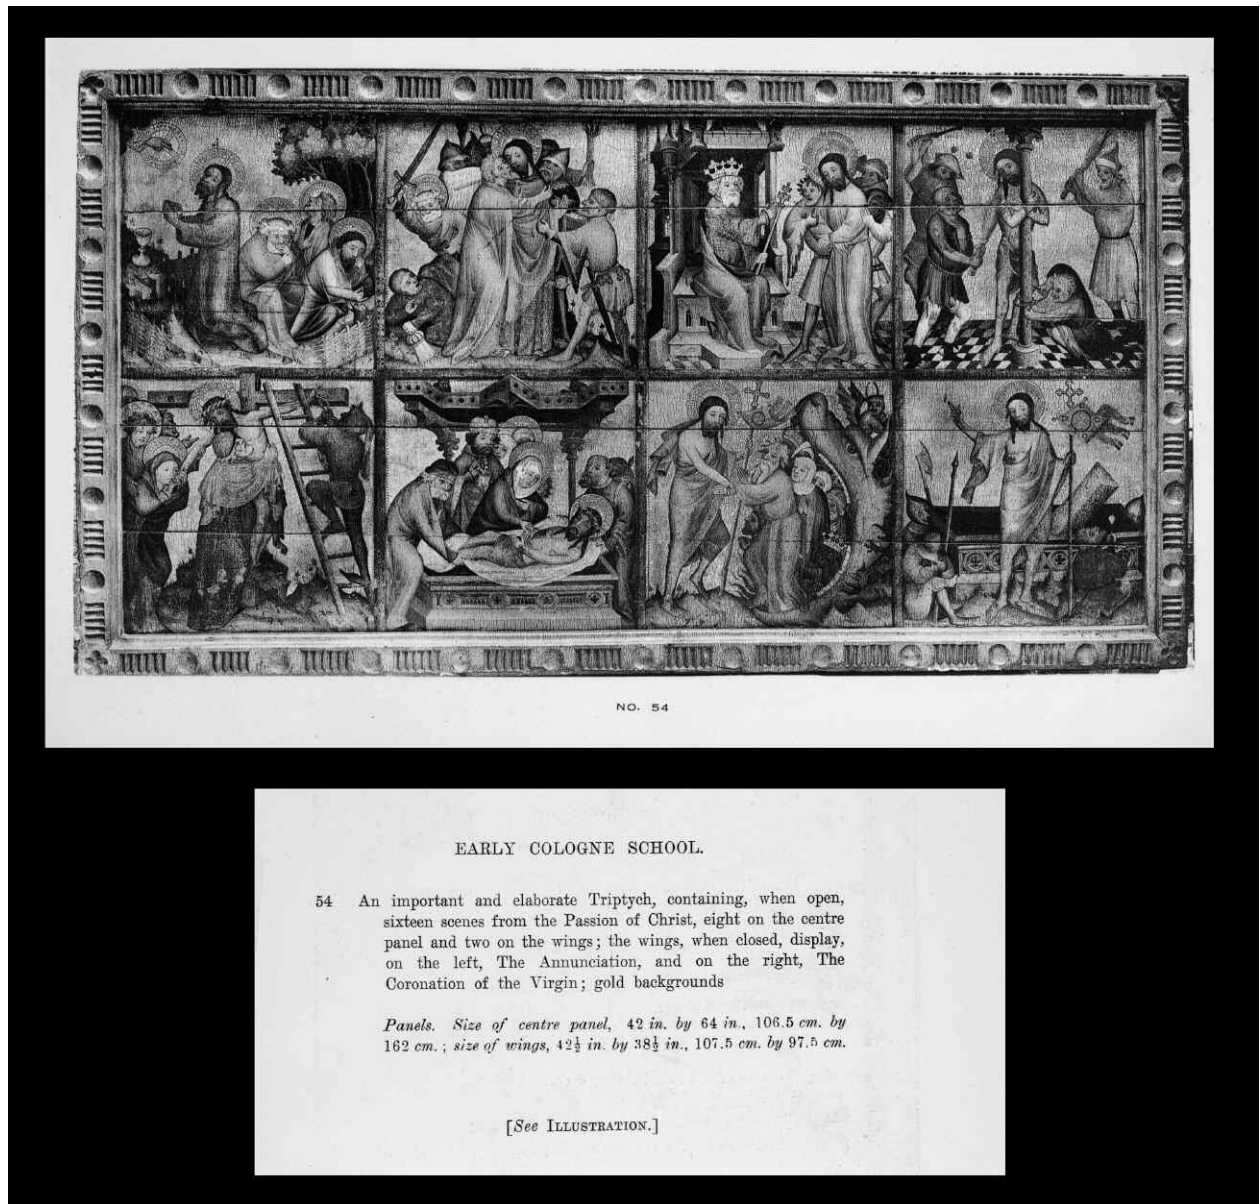 NO. 54
EARLY COLOGNE SCHOOL.
54 An important and elaborate Triptych, containing, when open,
sixteen scenes from the Passion of Christ, eight on the centre
panel and two on the wings; the wings, when closed, display,
on the left, The Annunciation, and on the right, The
Coronation of the Virgin; gold backgrounds
Panels. Size of centre panel, 42 in. by 64 in., 106.5 cm. by
162 cm.; size of wings, 42½ in. by 38½ in., 107.5 cm. by 97.5 cm.
[See ILLUSTRATION.]